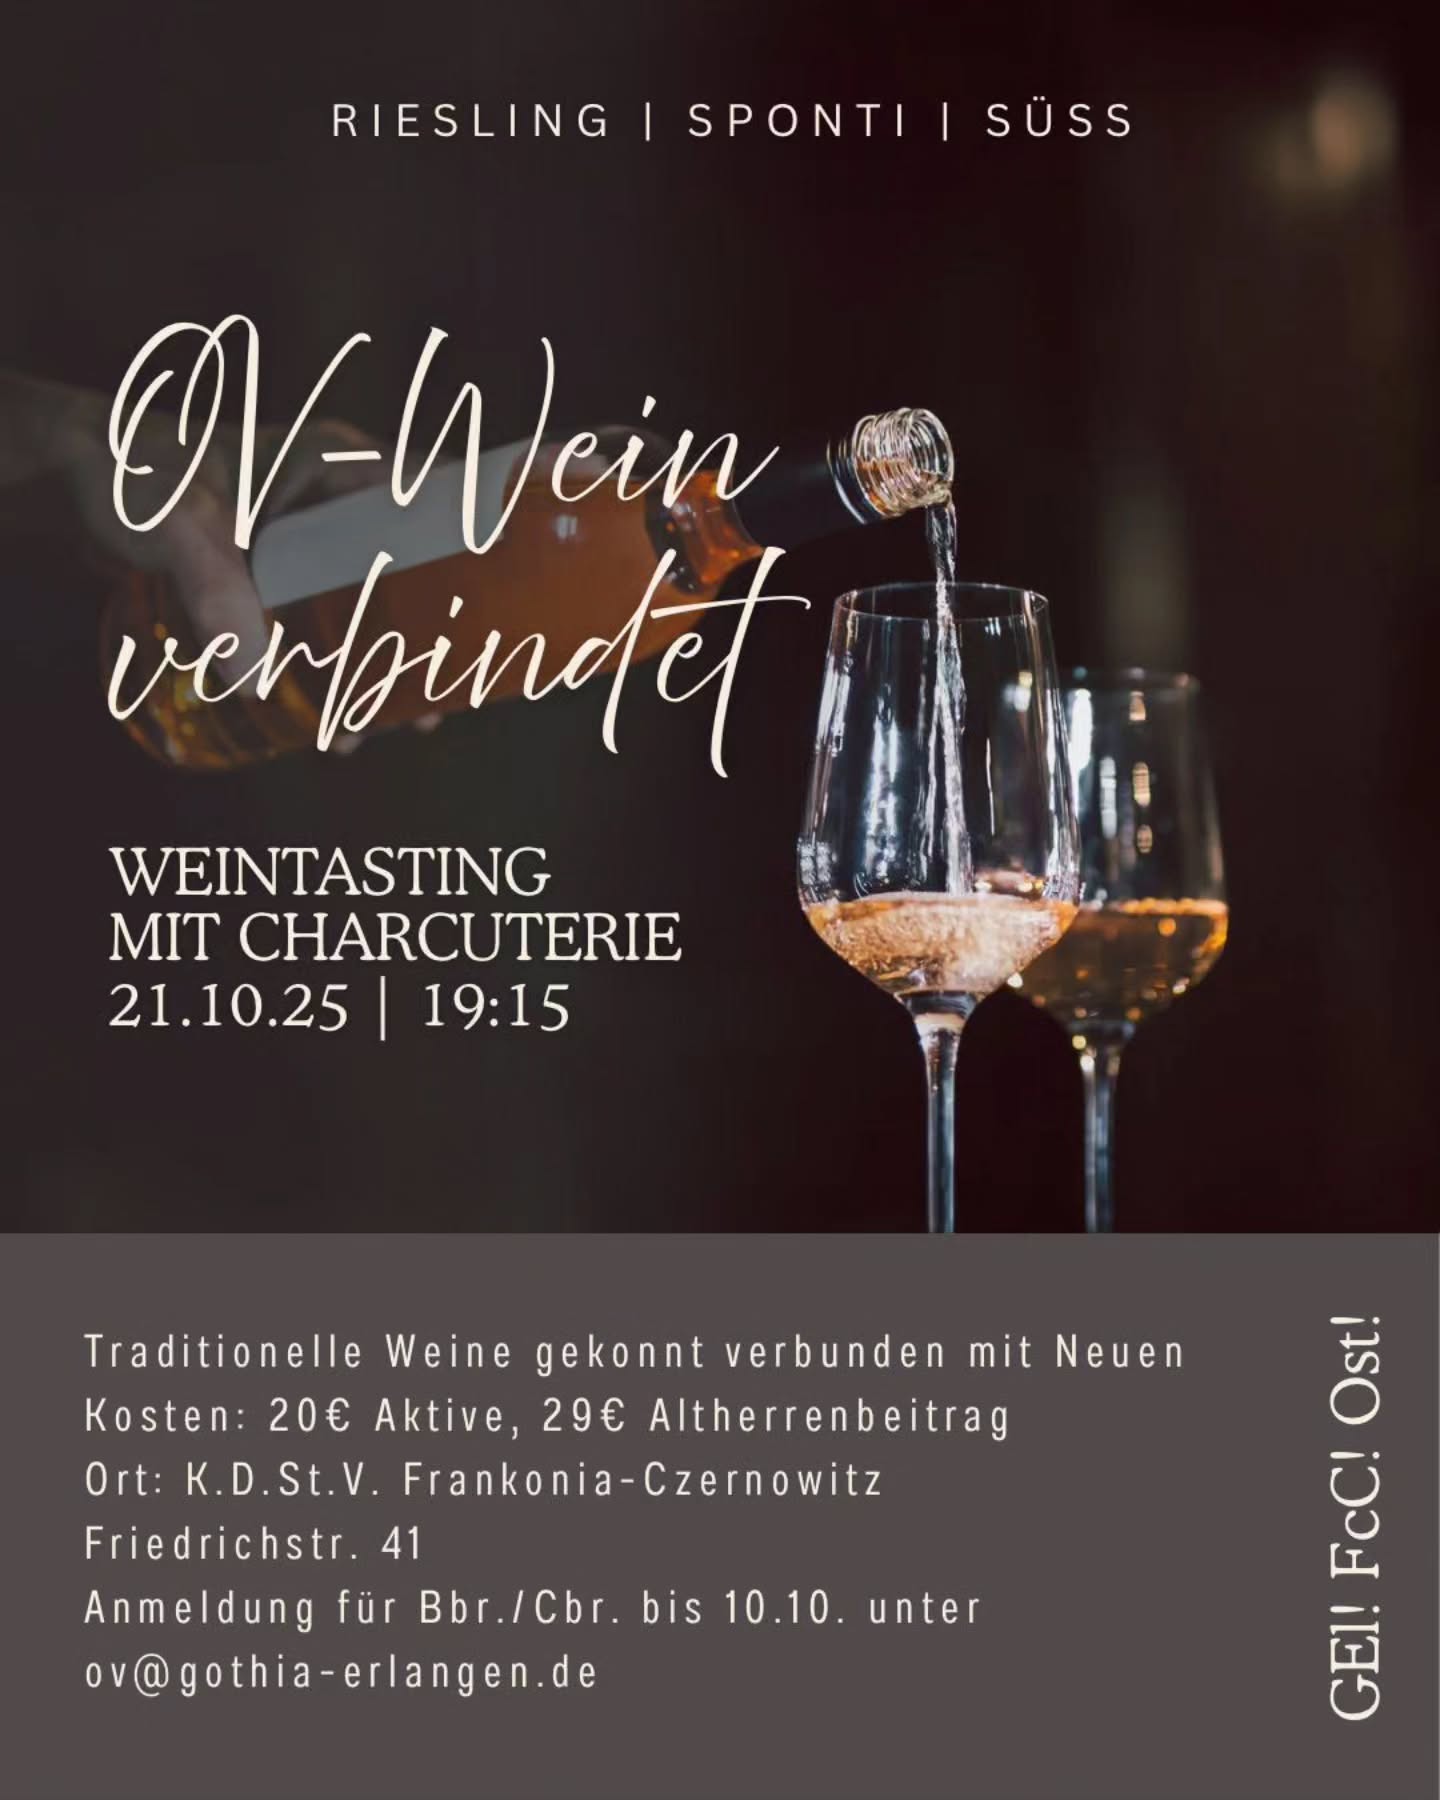 RIESLING | SPONTI | SÜSS
OV-Wein
verbindet
WEINTASTING
MIT CHARCUTERIE
21.10.25 | 19:15
Traditionelle Weine gekonnt verbunden mit Neuen
Kosten: 20€ Aktive, 29€ Altherrenbeitrag
Ort: K.D.St.V. Frankonia-Czernowitz
Friedrichstr. 41
Anmeldung für Bbr./Cbr. bis 10.10. unter
ov@gothia-erlangen.de
GEl! FcC! Ost!